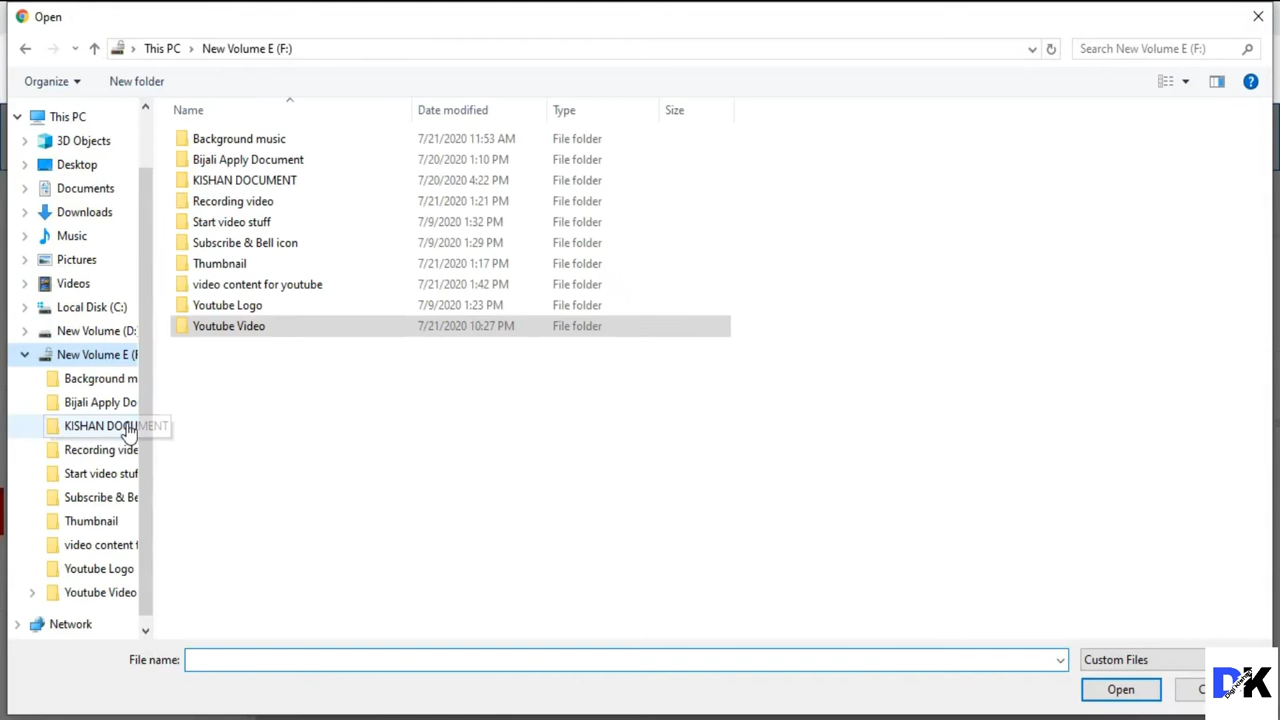 Open
This PC > New Volume E (F:)
Search New Volume E (F:)
Organize
New folder
Name Date modified Type Size
Background music 7/21/2020 11:53 AM File folder
Bijali Apply Document 7/20/2020 1:10 PM File folder
KISHAN DOCUMENT 7/20/2020 4:22 PM File folder
Recording video 7/21/2020 1:21 PM File folder
Start video stuff 7/9/2020 1:32 PM File folder
Subscribe & Bell icon 7/9/2020 1:29 PM File folder
Thumbnail 7/21/2020 1:17 PM File folder
video content for youtube 7/21/2020 1:42 PM File folder
Youtube Logo 7/9/2020 1:23 PM File folder
Youtube Video 7/21/2020 10:27 PM File folder
This PC
3D Objects
Desktop
Documents
Downloads
Music
Pictures
Videos
Local Disk (C:)
New Volume (D:
New Volume E (F
Background m
Bijali Apply Do
KISHAN DOCUMENT
Recording vide
Start video stuf
Subscribe & Be
Thumbnail
video content f
Youtube Logo
Youtube Video
Network
File name:
Custom Files
Open
C
DK